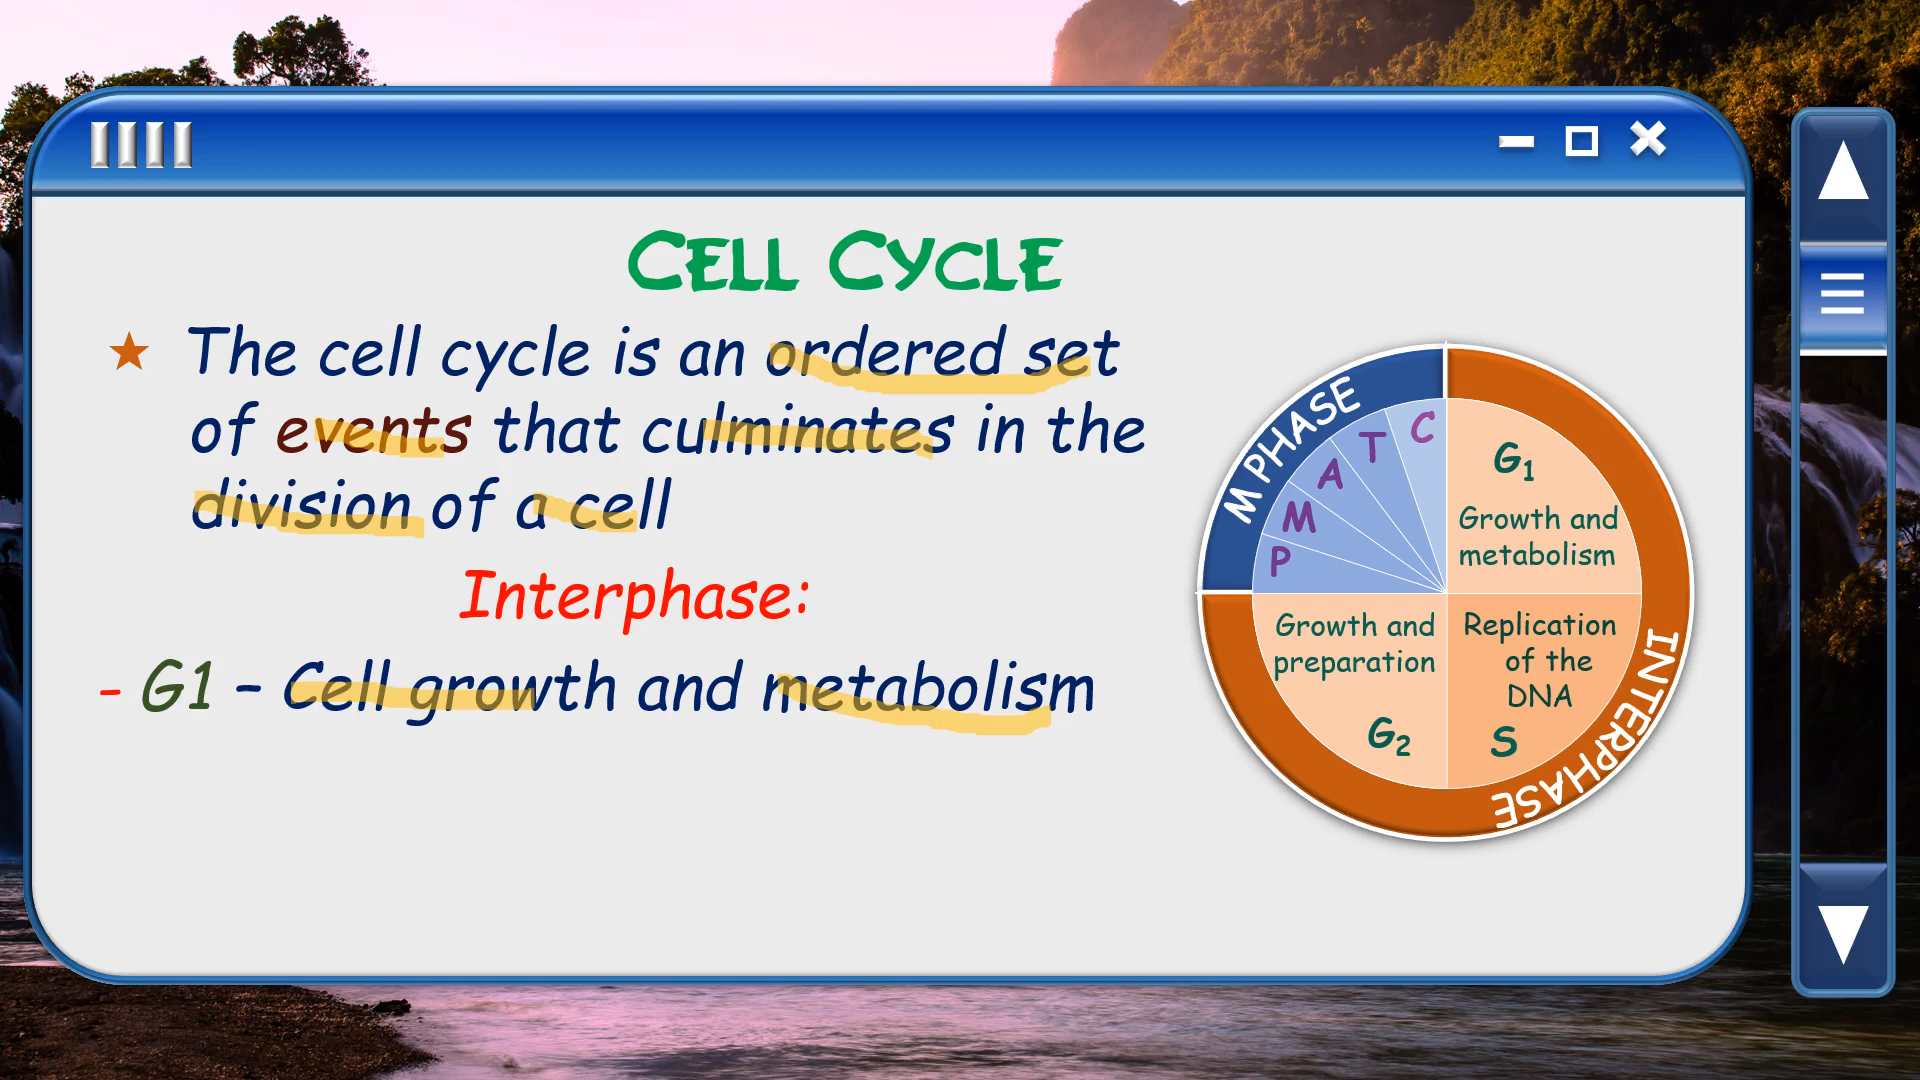 CELL CYCLE
The cell cycle is an ordered set
of events that culminates in the
division of a cell
Interphase:
- G1 – Cell growth and metabolism
M PHASE
P
M
A
T
C
G1
Growth and
metabolism
Growth and
preparation
G2
Replication
of the
DNA
S
INTERPHASE